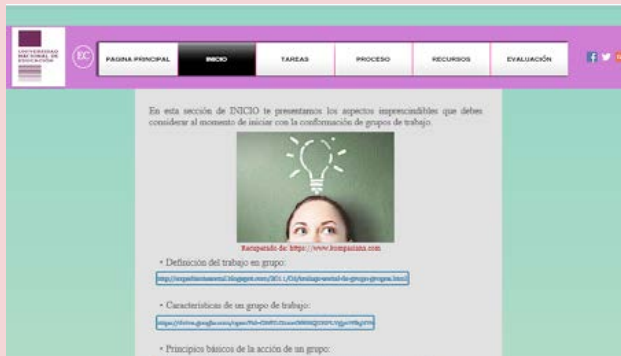 UNIVERSIDAD
NACIONAL DE
EDUCACIÓN
EC
PAGINA PRINCIPAL
INICIO
TAREAS
PROCESO
RECURSOS
EVALUACIÓN
En esta sección de INICIO te presentamos los aspectos imprescindibles que debes
considerar al momento de iniciar con la conformación de grupos de trabajo.
Recuperado de: https://www.kompasiana.com
• Definición del trabajo en grupo:
• Características de un grupo de trabajo:
• Principios básicos de la acción de un grupo: